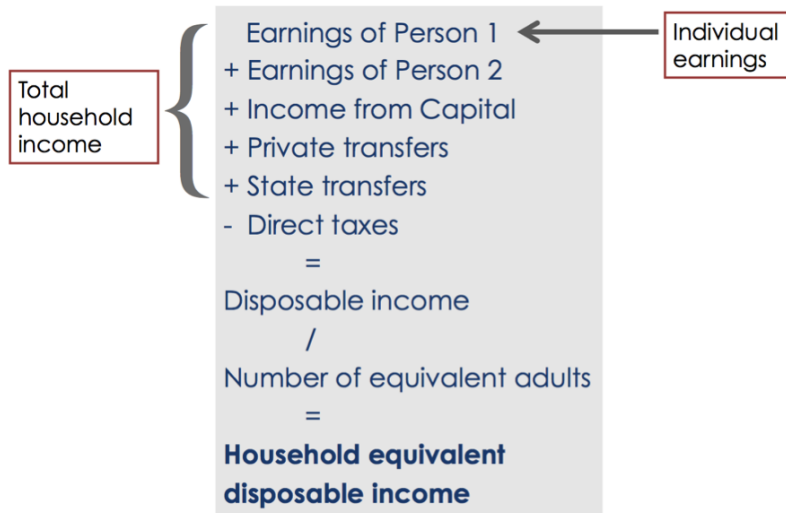 Earnings of Person 1
Individual
earnings
+ Earnings of Person 2
Total
household
income
+ Income from Capital
+ Private transfers
+ State transfers
- Direct taxes
=
Disposable income
/
Number of equivalent adults
=
Household equivalent
disposable income